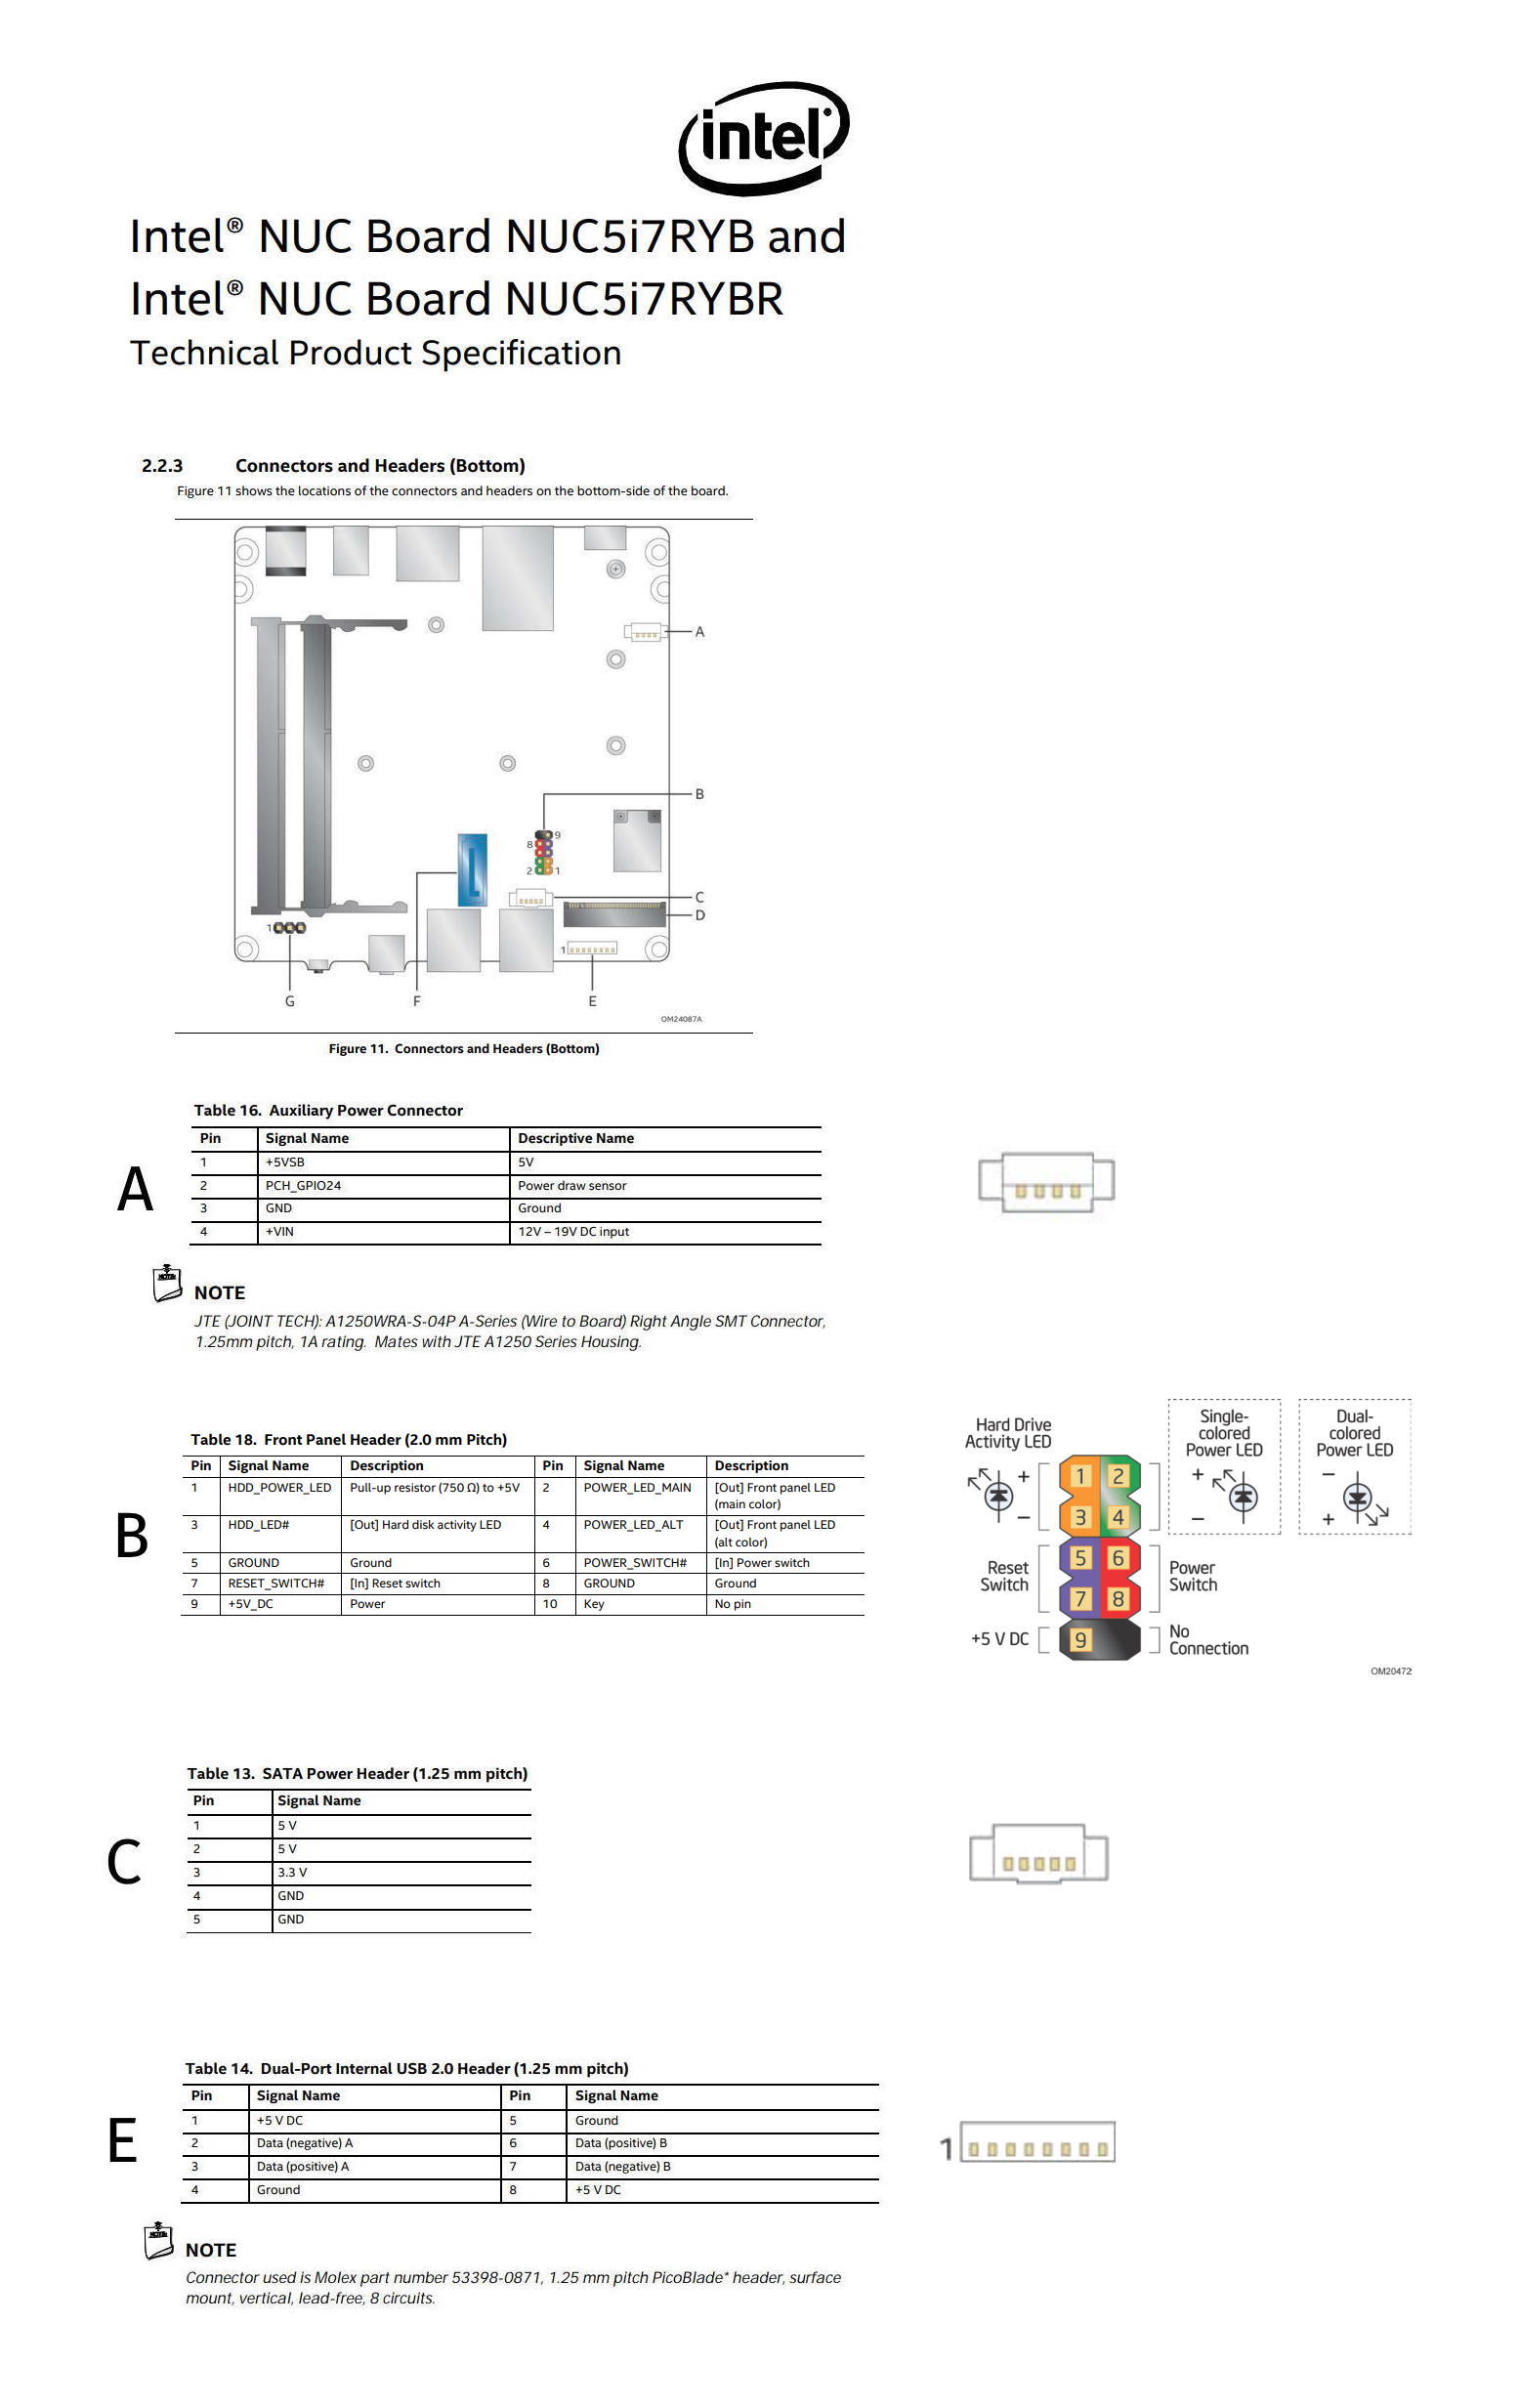 intel®
Intel® NUC Board NUC5i7RYB and
Intel® NUC Board NUC5i7RYBR
Technical Product Specification
2.2.3 Connectors and Headers (Bottom)
Figure 11 shows the locations of the connectors and headers on the bottom-side of the board.
A
B
9
8
2 1
C
D
1
1
G F E
OM24087A
Figure 11. Connectors and Headers (Bottom)
A
Table 16. Auxiliary Power Connector
Pin Signal Name Descriptive Name
1 +5VSB 5V
2 PCH_GPIO24 Power draw sensor
3 GND Ground
4 +VIN 12V – 19V DC input
NOTE
JTE (JOINT TECH): A1250WRA-S-04P A-Series (Wire to Board) Right Angle SMT Connector,
1.25mm pitch, 1A rating. Mates with JTE A1250 Series Housing.
B
Table 18. Front Panel Header (2.0 mm Pitch)
Pin Signal Name Description Pin Signal Name Description
1 HDD_POWER_LED Pull-up resistor (750 Ω) to +5V 2 POWER_LED_MAIN [Out] Front panel LED
(main color)
3 HDD_LED# [Out] Hard disk activity LED 4 POWER_LED_ALT [Out] Front panel LED
(alt color)
5 GROUND Ground 6 POWER_SWITCH# [In] Power switch
7 RESET_SWITCH# [In] Reset switch 8 GROUND Ground
9 +5V_DC Power 10 Key No pin
Hard Drive
Activity LED
Single-
colored
Power LED
Dual-
colored
Power LED
+ 1 2 + −
− 3 4 − +
Reset
Switch
5 6
7 8
Power
Switch
+5 V DC 9 No
Connection
OM20472
C
Table 13. SATA Power Header (1.25 mm pitch)
Pin Signal Name
1 5 V
2 5 V
3 3.3 V
4 GND
5 GND
E
Table 14. Dual-Port Internal USB 2.0 Header (1.25 mm pitch)
Pin Signal Name Pin Signal Name
1 +5 V DC 5 Ground
2 Data (negative) A 6 Data (positive) B
3 Data (positive) A 7 Data (negative) B
4 Ground 8 +5 V DC
1
NOTE
Connector used is Molex part number 53398-0871, 1.25 mm pitch PicoBlade* header, surface
mount, vertical, lead-free, 8 circuits.